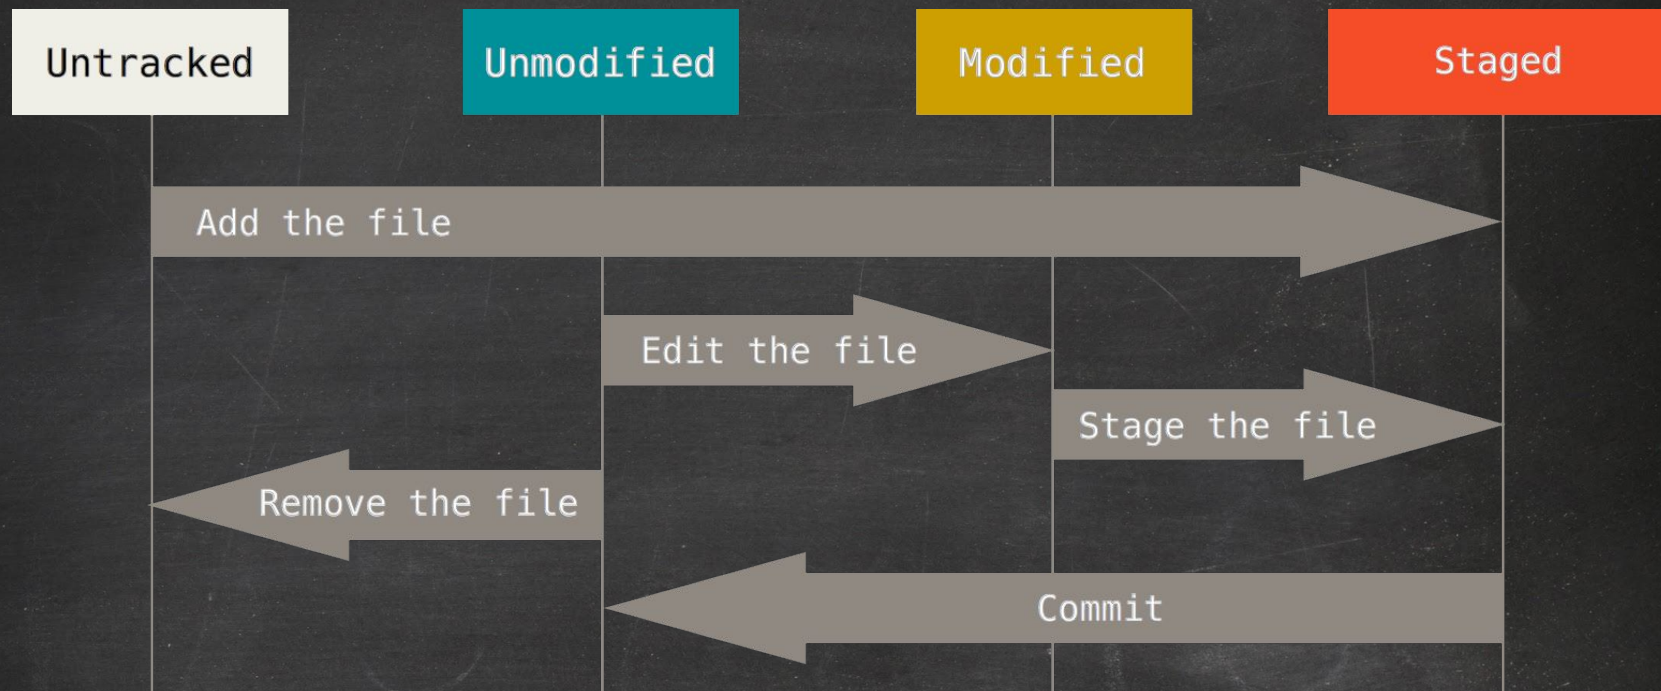 Untracked
Unmodified
Modified
Staged
Add the file
Edit the file
Stage the file
Remove the file
Commit